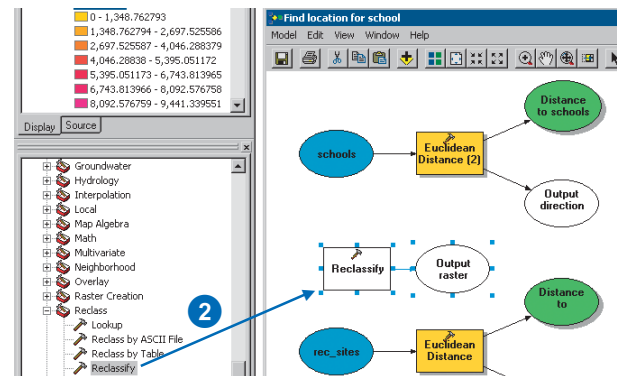 0 - 1,348.762793
1,348.762794 - 2,697.525586
2,697.525587 - 4,046.288379
4,046.28838 - 5,395.051172
5,395.051173 - 6,743.813965
6,743.813966 - 8,092.576758
8,092.576759 - 9,441.339551
Display
Source
Groundwater
Hydrology
Interpolation
Local
Map Algebra
Math
Multivariate
Neighborhood
Overlay
Raster Creation
Reclass
Lookup
Reclass by ASCII File
Reclass by Table
Reclassify
2
Find location for school
Model Edit View Window Help
schools
Euclidean
Distance (2)
Distance
to schools
Output
direction
Reclassify
Output
raster
rec_sites
Euclidean
Distance
Distance
to